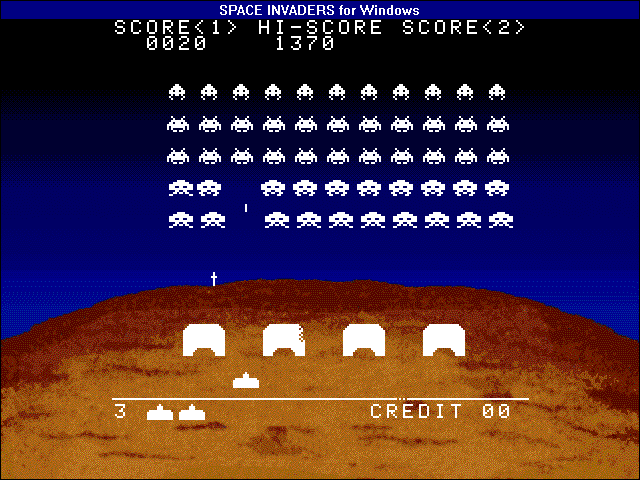 SPACE INVADERS for Windows
SCORE<1> HI-SCORE SCORE<2>
0020 1370
3 CREDIT 00